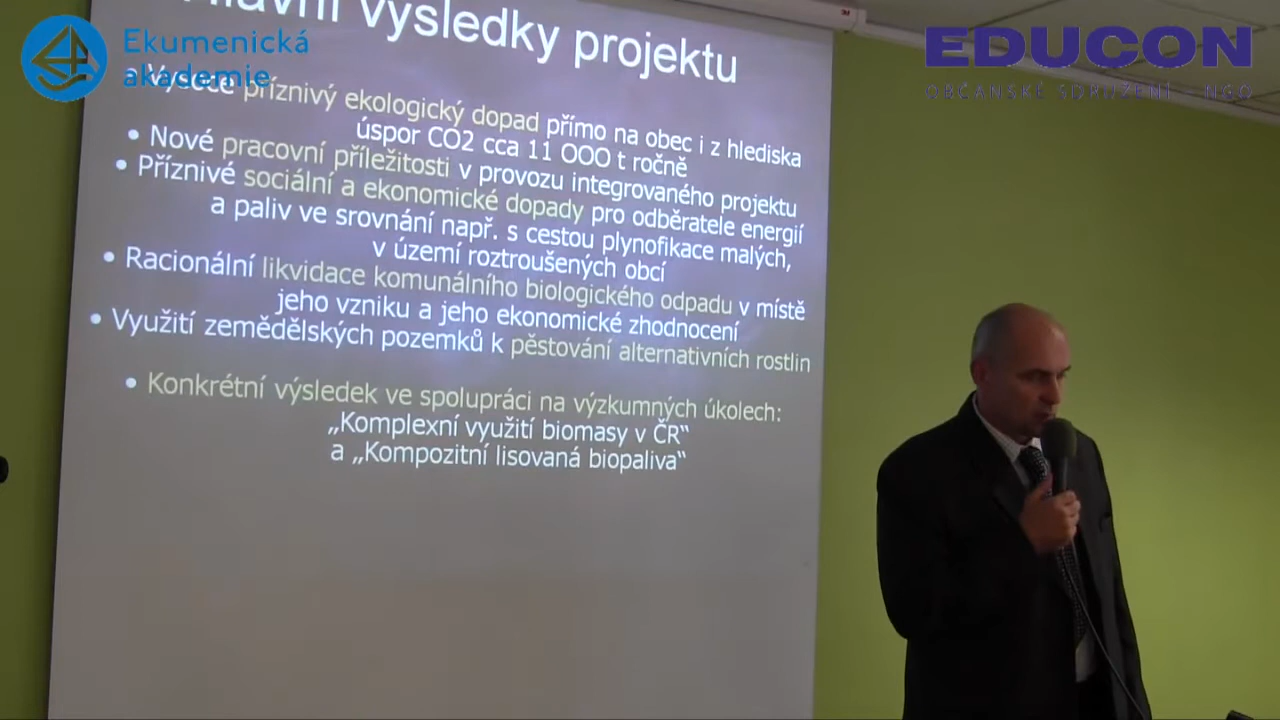 Hlavní výsledky projektu
Ekumenická
akademie
EDUCON
OBČANSKÉ SDRUŽENÍ - NGO
• Vysoce příznivý ekologický dopad přímo na obec i z hlediska
úspor CO2 cca 11 OOO t ročně
• Nové pracovní příležitosti v provozu integrovaného projektu
• Příznivé sociální a ekonomické dopady pro odběratele energií
a paliv ve srovnání např. s cestou plynofikace malých,
v území roztroušených obcí
• Racionální likvidace komunálního biologického odpadu v místě
jeho vzniku a jeho ekonomické zhodnocení
• Využití zemědělských pozemků k pěstování alternativních rostlin
• Konkrétní výsledek ve spolupráci na výzkumných úkolech:
„Komplexní využití biomasy v ČR“
a „Kompozitní lisovaná biopaliva“